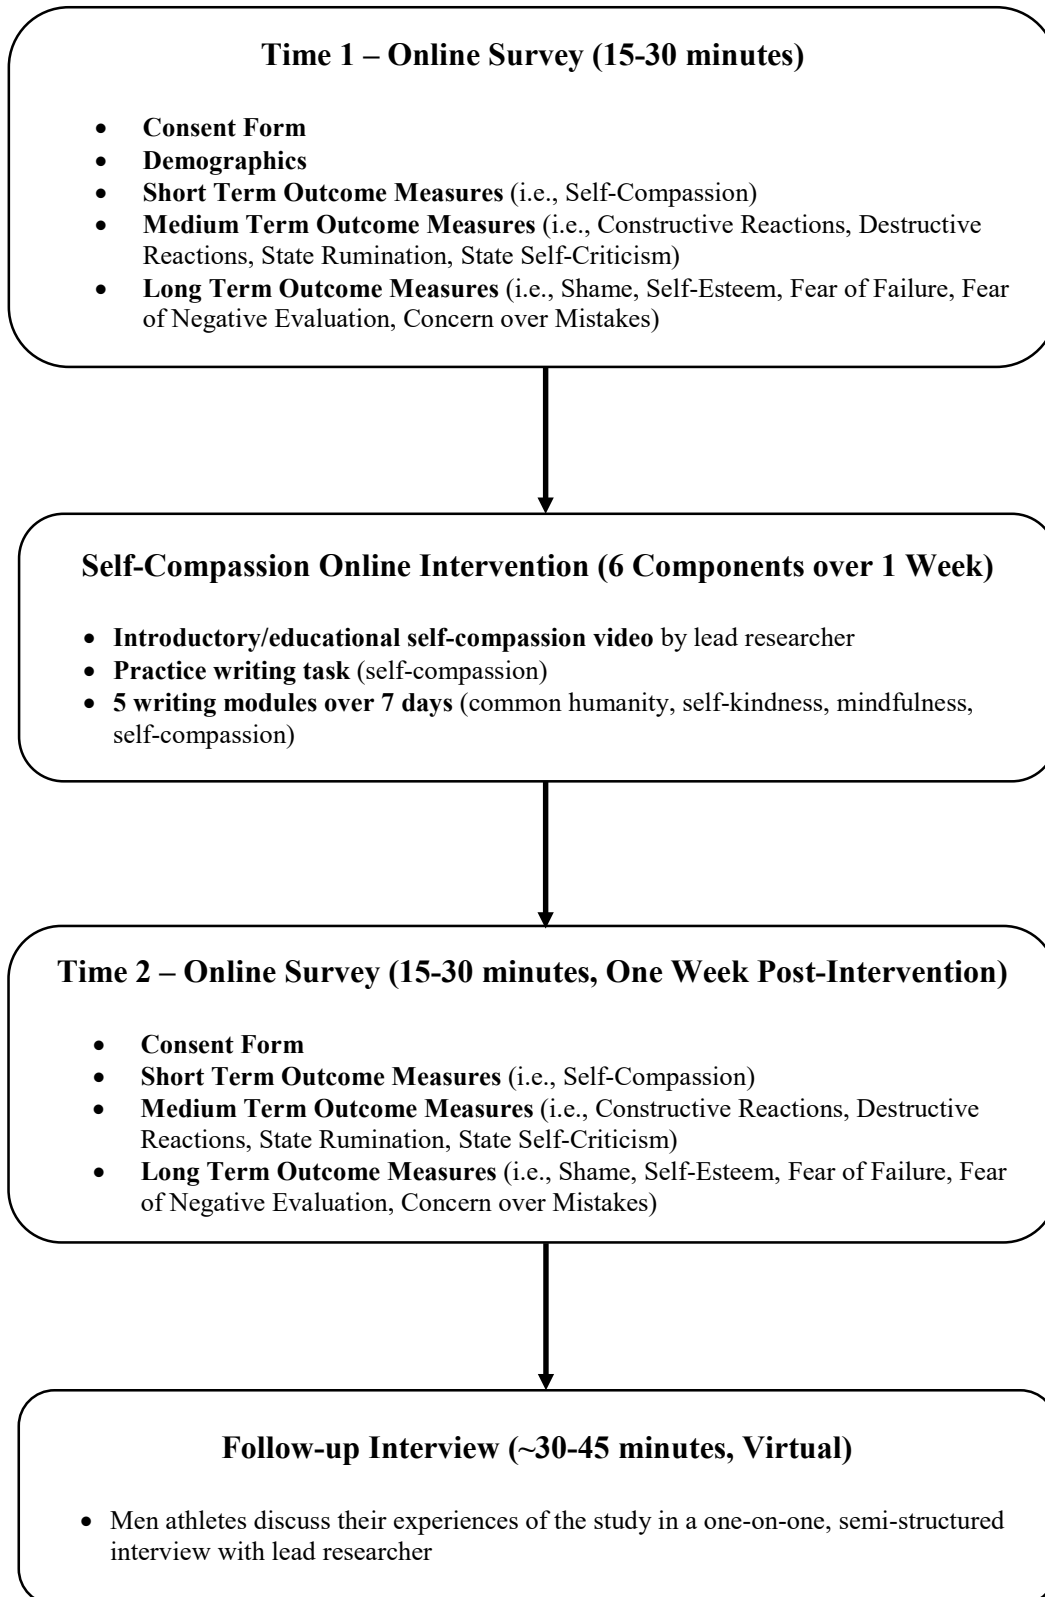 Time 1 – Online Survey (15-30 minutes)
• Consent Form
• Demographics
• Short Term Outcome Measures (i.e., Self-Compassion)
• Medium Term Outcome Measures (i.e., Constructive Reactions, Destructive
Reactions, State Rumination, State Self-Criticism)
• Long Term Outcome Measures (i.e., Shame, Self-Esteem, Fear of Failure, Fear
of Negative Evaluation, Concern over Mistakes)
Self-Compassion Online Intervention (6 Components over 1 Week)
• Introductory/educational self-compassion video by lead researcher
• Practice writing task (self-compassion)
• 5 writing modules over 7 days (common humanity, self-kindness, mindfulness,
self-compassion)
Time 2 – Online Survey (15-30 minutes, One Week Post-Intervention)
• Consent Form
• Short Term Outcome Measures (i.e., Self-Compassion)
• Medium Term Outcome Measures (i.e., Constructive Reactions, Destructive
Reactions, State Rumination, State Self-Criticism)
• Long Term Outcome Measures (i.e., Shame, Self-Esteem, Fear of Failure, Fear
of Negative Evaluation, Concern over Mistakes)
Follow-up Interview (~30-45 minutes, Virtual)
• Men athletes discuss their experiences of the study in a one-on-one, semi-structured
interview with lead researcher